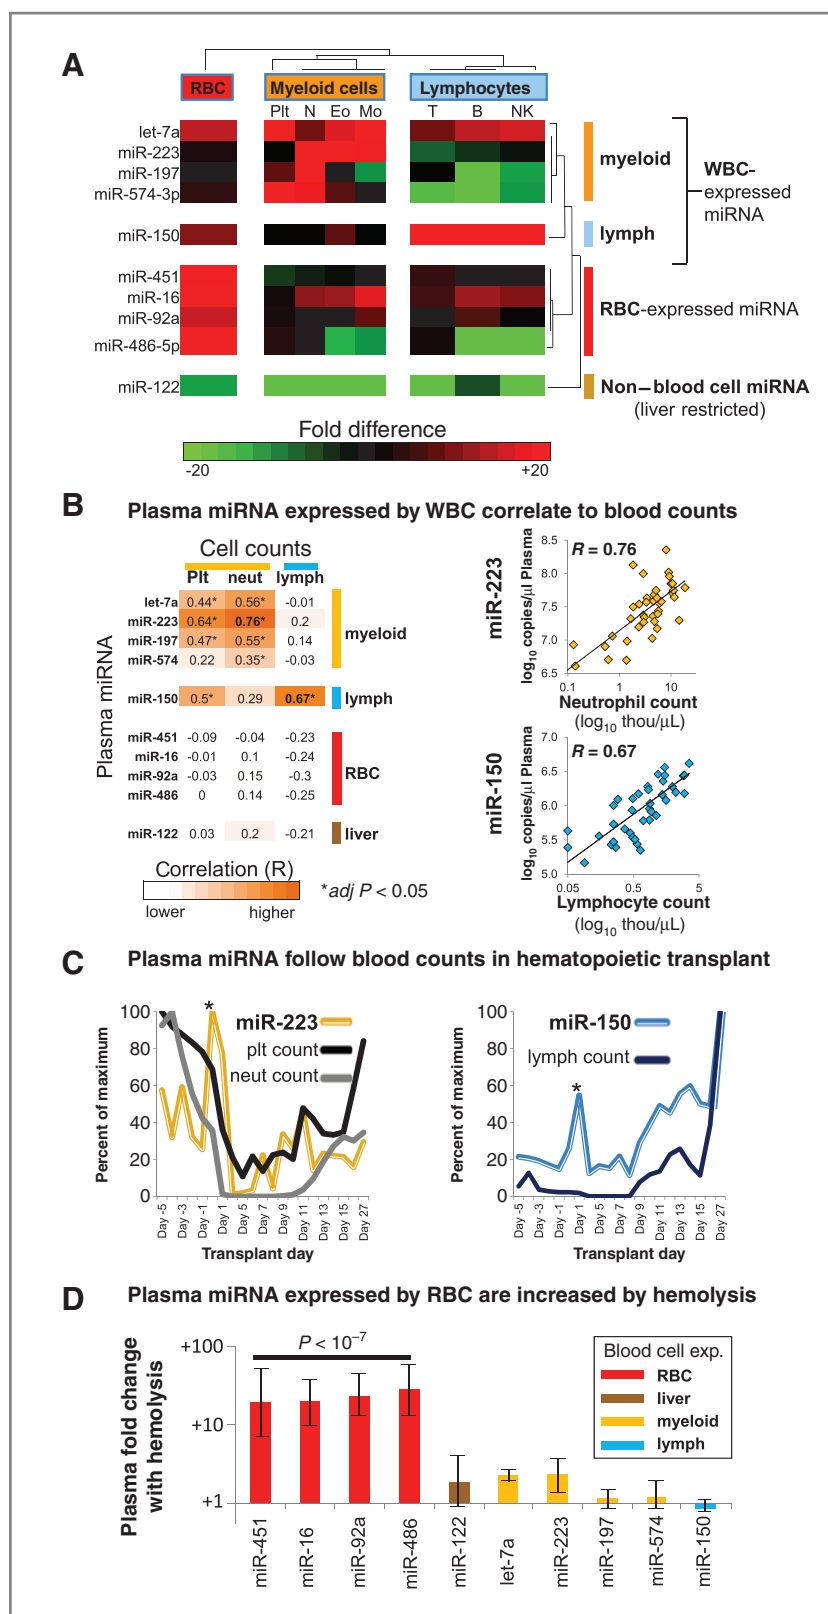 A
RBC
Myeloid cells
Lymphocytes
Plt N Eo Mo
T B NK
let-7a
miR-223
miR-197
miR-574-3p
miR-150
miR-451
miR-16
miR-92a
miR-486-5p
miR-122
myeloid
lymph
WBC-
expressed
miRNA
RBC-expressed miRNA
Non–blood cell miRNA
(liver restricted)
Fold difference
-20
+20
B Plasma miRNA expressed by WBC correlate to blood counts
Cell counts
Plt neut lymph
Plasma miRNA
let-7a 0.44* 0.56* -0.01
miR-223 0.64* 0.76* 0.2
miR-197 0.47* 0.55* 0.14
miR-574 0.22 0.35* -0.03
myeloid
miR-150 0.5* 0.29 0.67*
lymph
miR-451 -0.09 -0.04 -0.23
miR-16 -0.01 0.1 -0.24
miR-92a -0.03 0.15 -0.3
miR-486 0 0.14 -0.25
RBC
miR-122 0.03 0.2 -0.21
liver
Correlation (R)
lower higher
*adj P < 0.05
miR-223
log10 copies/µl Plasma
R = 0.76
8.5
8.0
7.5
7.0
6.5
0.1 1 10
Neutrophil count
(log10 thou/µL)
miR-150
log10 copies/µl Plasma
R = 0.67
7.0
6.5
6.0
5.5
5.0
0.05 0.5 5
Lymphocyte count
(log10 thou/µL)
C Plasma miRNA follow blood counts in hematopoietic transplant
Percent of maximum
100
80
60
40
20
0
*
miR-223
plt count
neut count
Day -5 Day -3 Day -1 Day 1 Day 5 Day 7 Day 9 Day 11 Day 13 Day 15 Day 27
Transplant day
Percent of maximum
100
80
60
40
20
0
*
miR-150
lymph count
Day -5 Day -3 Day -1 Day 1 Day 5 Day 7 Day 9 Day 11 Day 13 Day 15 Day 27
Transplant day
D Plasma miRNA expressed by RBC are increased by hemolysis
Plasma fold change
with hemolysis
+100
+10
+1
P < 10–7
Blood cell exp.
RBC
liver
myeloid
lymph
miR-451 miR-16 miR-92a miR-486 miR-122 let-7a miR-223 miR-197 miR-574 miR-150